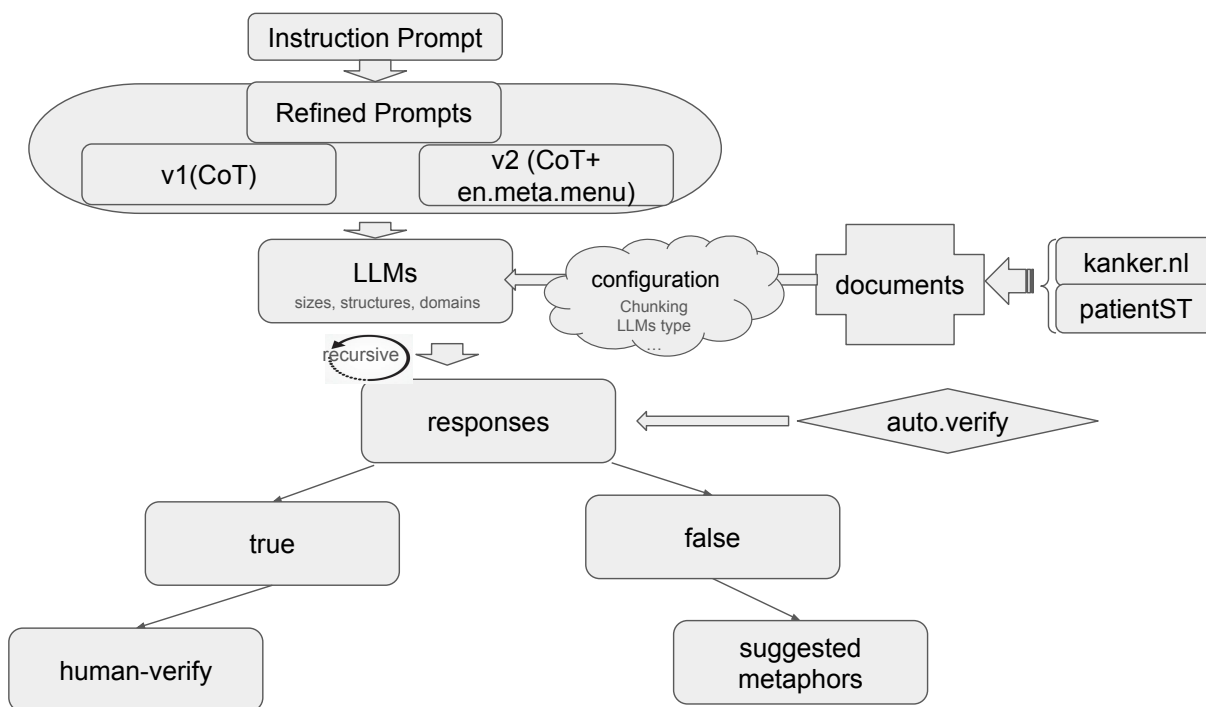 Instruction Prompt
Refined Prompts
v1(CoT)
v2 (CoT+
en.meta.menu)
LLMs
sizes, structures, domains
configuration
Chunking
LLMs type
...
documents
kanker.nl
patientST
recursive
responses
auto.verify
true
false
human-verify
suggested
metaphors